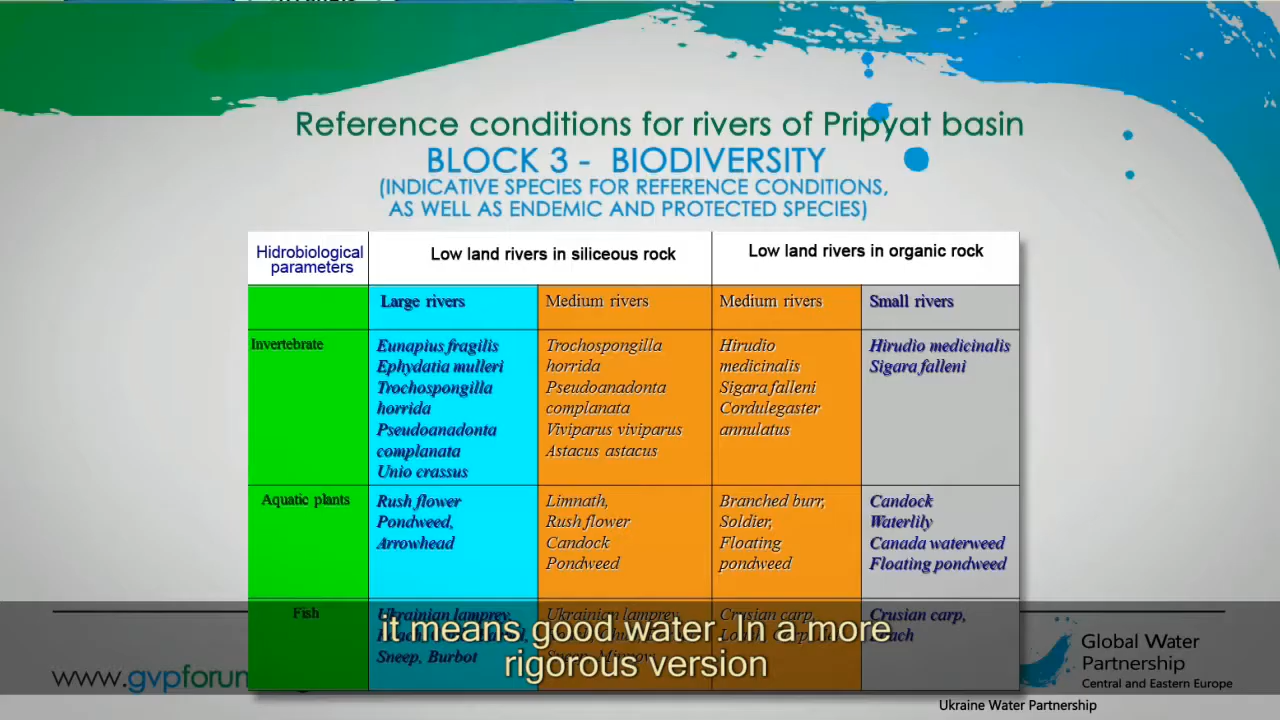 Reference conditions for rivers of Pripyat basin
BLOCK 3 - BIODIVERSITY
(INDICATIVE SPECIES FOR REFERENCE CONDITIONS,
AS WELL AS ENDEMIC AND PROTECTED SPECIES)
Hidrobiological
parameters
Low land rivers in siliceous rock
Low land rivers in organic rock
Large rivers
Medium rivers
Medium rivers
Small rivers
Invertebrate
Eunapius fragilis
Ephydatia mulleri
Trochospongilla
horrida
Pseudoanadonta
complanata
Unio crassus
Trochospongilla
horrida
Pseudoanadonta
complanata
Viviparus viviparus
Astacus astacus
Hirudio
medicinalis
Sigara falleni
Cordulegaster
annulatus
Hirudio medicinalis
Sigara falleni
Aquatic plants
Rush flower
Pondweed,
Arrowhead
Limnath,
Rush flower
Candock
Pondweed
Branched burr,
Soldier,
Floating
pondweed
Candock
Waterlily
Canada waterweed
Floating pondweed
Fish
Ukrainian lamprey,
Sneep, Burbot
Ukrainian lamprey,
Crusian carp,
Crusian carp,
it means good water. In a more
rigorous version
www.gvpforu
Global Water
Partnership
Central and Eastern Europe
Ukraine Water Partnership